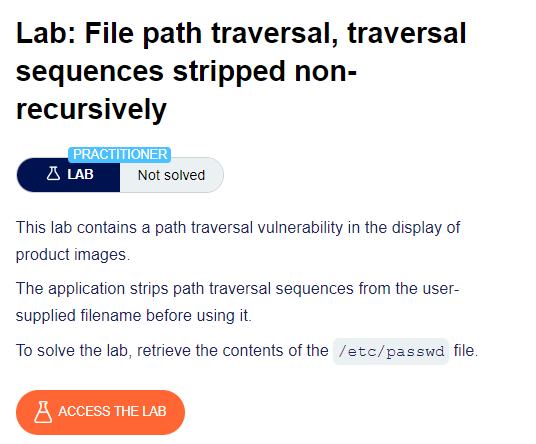 Lab: File path traversal, traversal
sequences stripped non-
recursively
PRACTITIONER
LAB
Not solved
This lab contains a path traversal vulnerability in the display of
product images.
The application strips path traversal sequences from the user-
supplied filename before using it.
To solve the lab, retrieve the contents of the /etc/passwd file.
ACCESS THE LAB